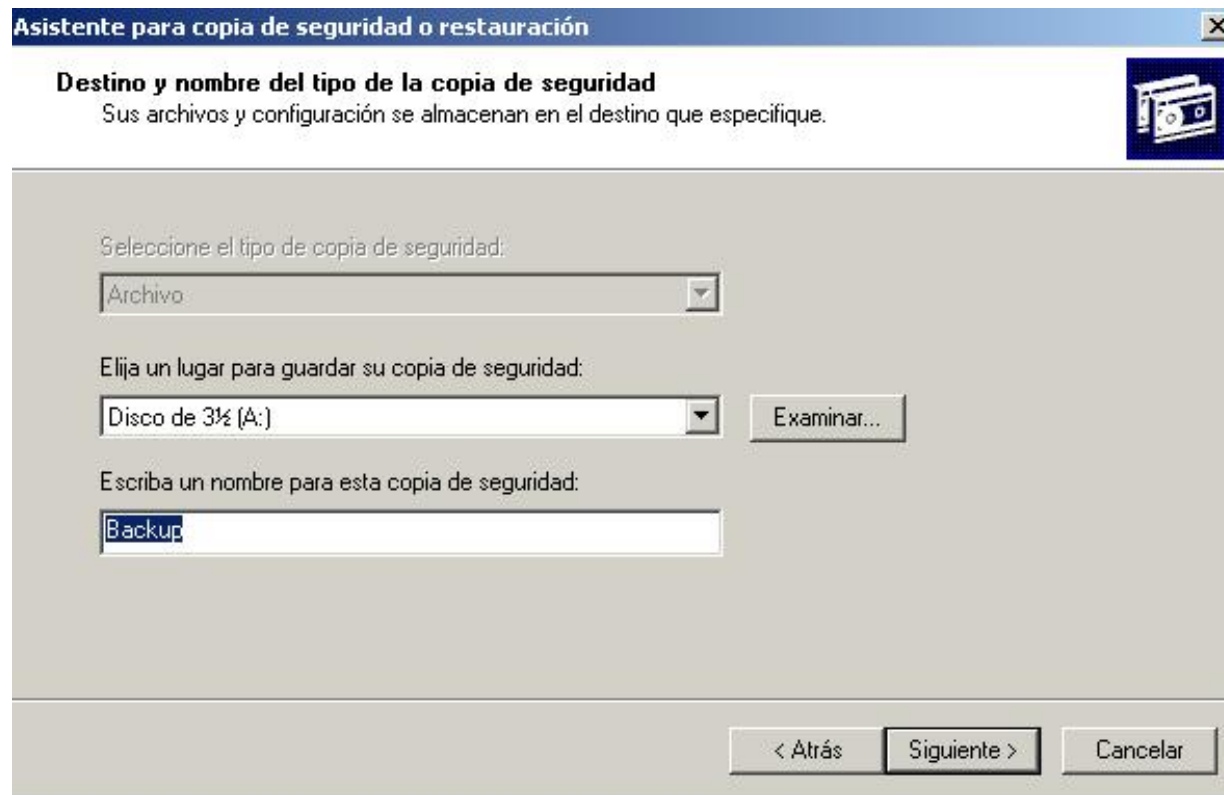 Asistente para copia de seguridad o restauración
Destino y nombre del tipo de la copia de seguridad
Sus archivos y configuración se almacenan en el destino que especifique.
Seleccione el tipo de copia de seguridad:
Archivo
Elija un lugar para guardar su copia de seguridad:
Disco de 3½ (A:)
Examinar...
Escriba un nombre para esta copia de seguridad:
Backup
< Atrás
Siguiente >
Cancelar